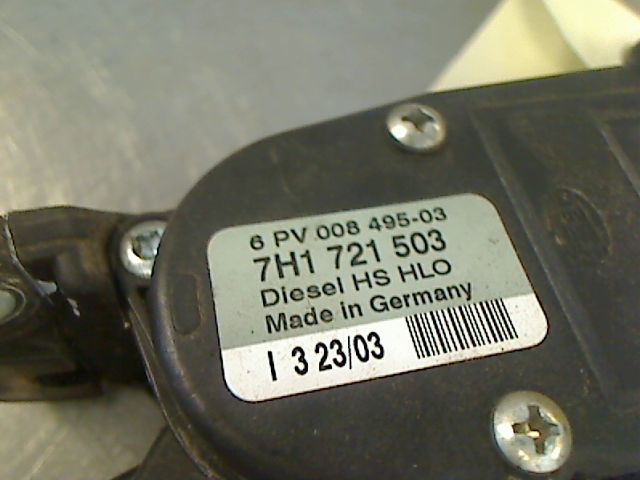 6 PV 008 495-03
7H1 721 503
Diesel HS HLO
Made in Germany
I 3 23/03